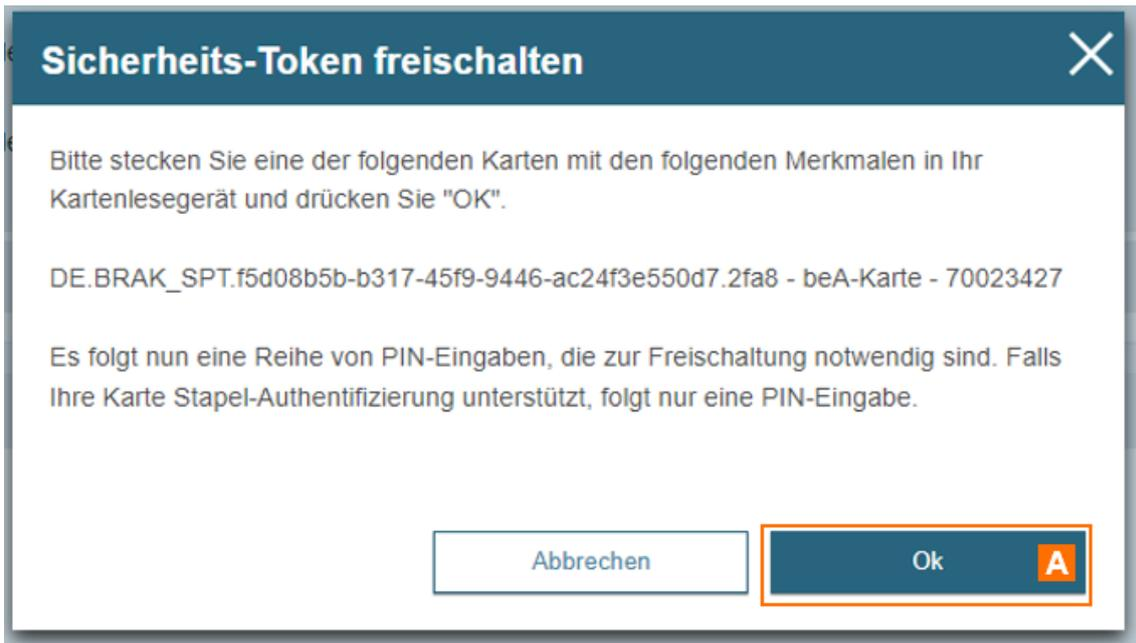 Sicherheits-Token freischalten
Bitte stecken Sie eine der folgenden Karten mit den folgenden Merkmalen in Ihr
Kartenlesegerät und drücken Sie "OK".
DE.BRAK_SPT.f5d08b5b-b317-45f9-9446-ac24f3e550d7.2fa8 - beA-Karte - 70023427
Es folgt nun eine Reihe von PIN-Eingaben, die zur Freischaltung notwendig sind. Falls
Ihre Karte Stapel-Authentifizierung unterstützt, folgt nur eine PIN-Eingabe.
Abbrechen
Ok A